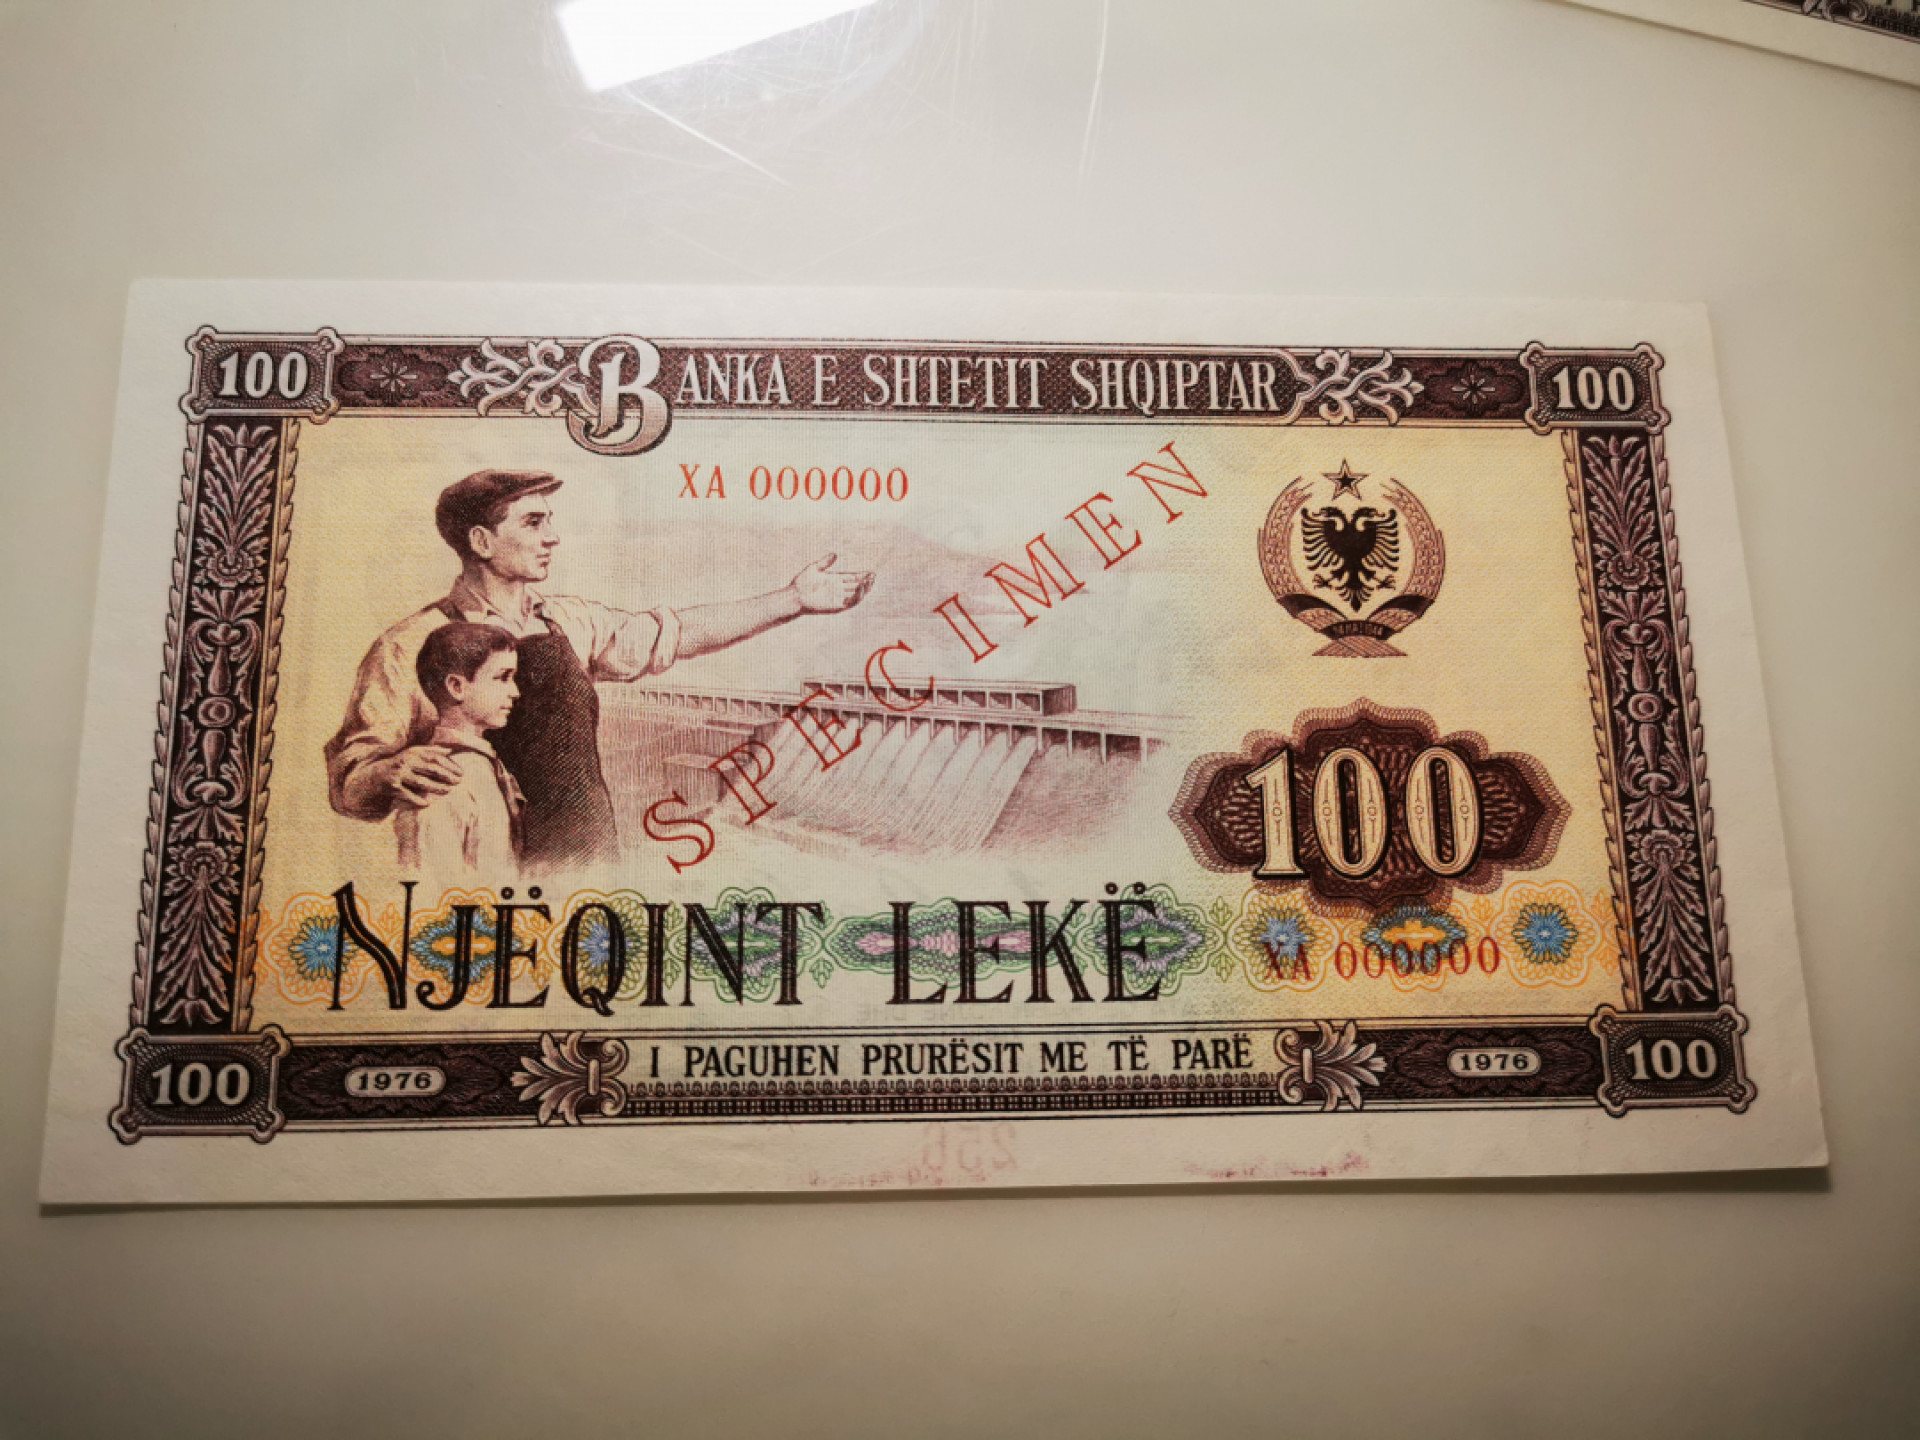 100 BANKA E SHTETIT SHQIPTAR 100
XA 000000
SPECIMEN
100
NJËQINT LEKË
XA 000000
I PAGUHEN PRURËSIT ME TË PARË
100 1976 1976 100